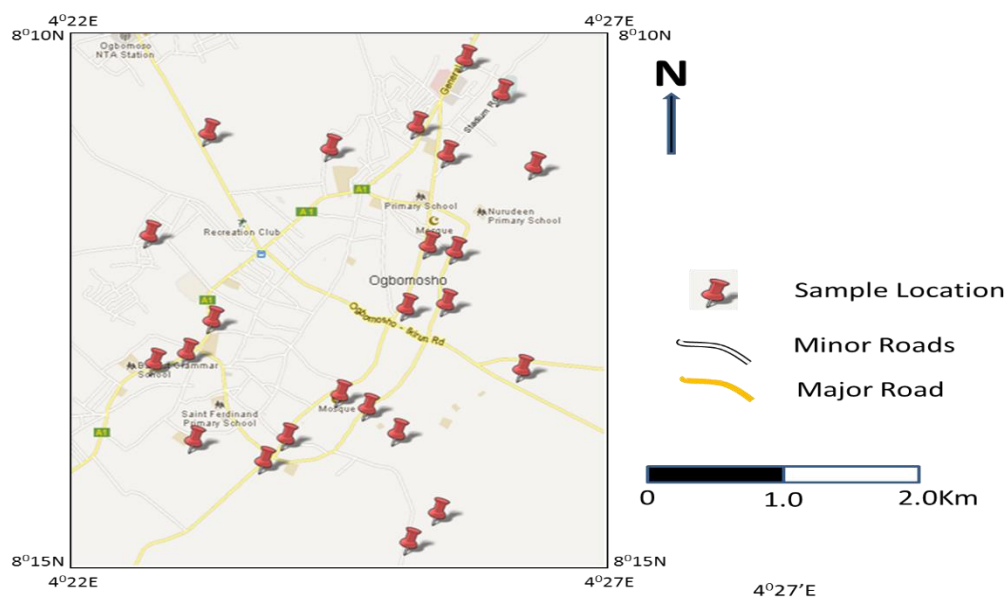 4⁰22E
4⁰27E
8⁰10N
8⁰10N
Ogbomoso
NTA Station
General
Stadium R
N
A1
A1
Primary School
Nurudeen
Primary School
Mosque
Recreation Club
Ogbomosho
A1
Ogbomosho - Ikirun Rd
Sample Location
Minor Roads
Major Road
Grammar
School
Mosque
Saint Ferdinand
Primary School
A1
0
1.0
2.0Km
8⁰15N
8⁰15N
4⁰22E
4⁰27E
4⁰27'E